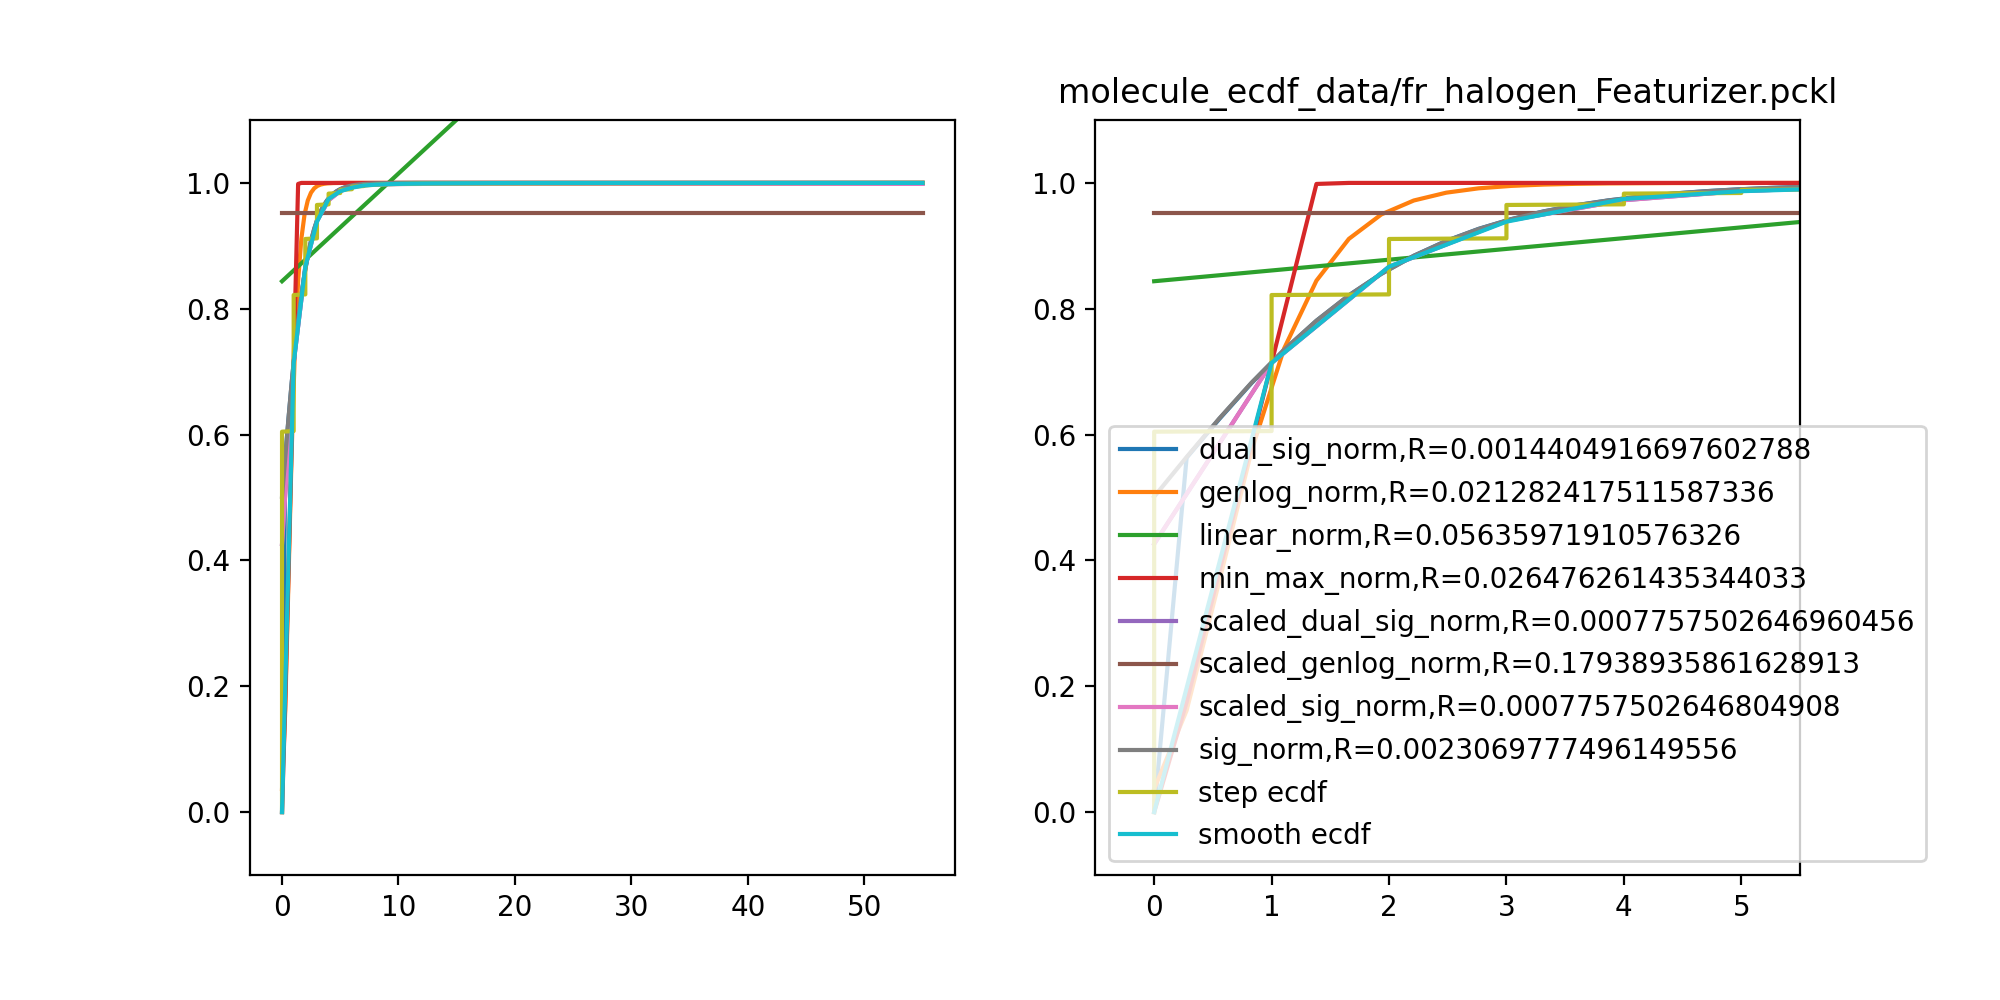 molecule_ecdf_data/fr_halogen_Featurizer.pckl
1.0
0.8
0.6
0.4
0.2
0.0
0 10 20 30 40 50
1.0
0.8
0.6
0.4
0.2
0.0
dual_sig_norm,R=0.0014404916697602788
genlog_norm,R=0.021282417511587336
linear_norm,R=0.05635971910576326
min_max_norm,R=0.026476261435344033
scaled_dual_sig_norm,R=0.0007757502646960456
scaled_genlog_norm,R=0.17938935861628913
scaled_sig_norm,R=0.0007757502646804908
sig_norm,R=0.0023069777496149556
step ecdf
smooth ecdf
0 1 2 3 4 5